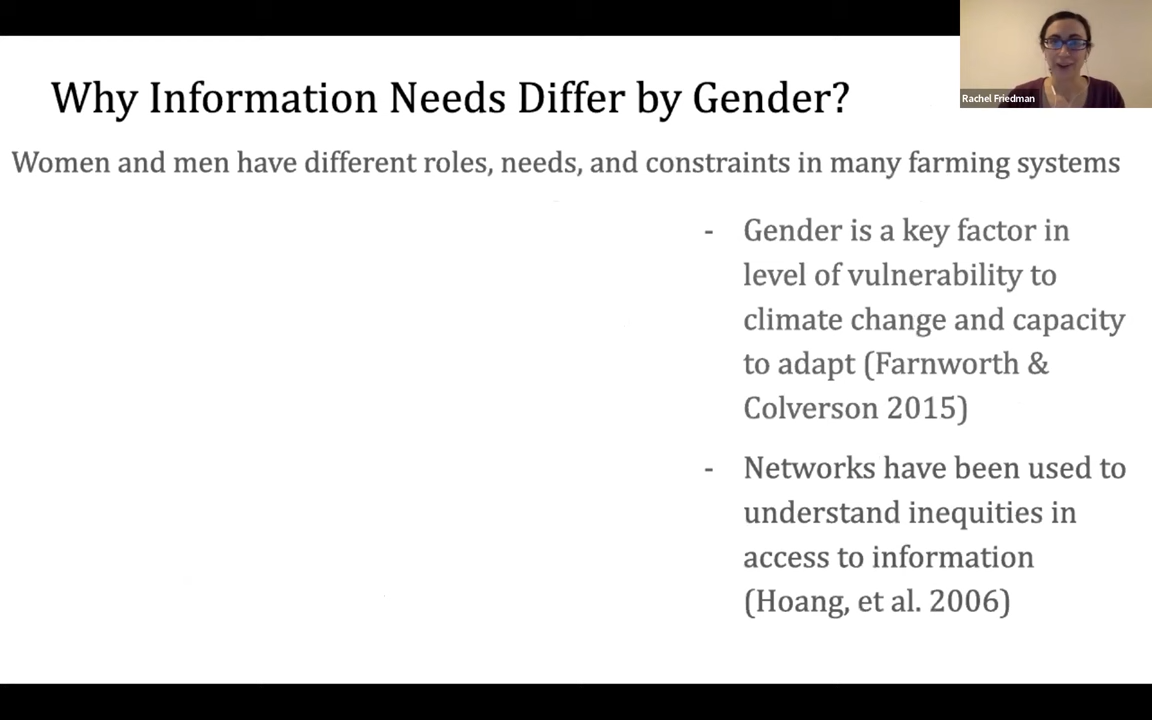 Why Information Needs Differ by Gender?
Rachel Friedman
Women and men have different roles, needs, and constraints in many farming systems
- Gender is a key factor in
level of vulnerability to
climate change and capacity
to adapt (Farnworth &
Colverson 2015)
- Networks have been used to
understand inequities in
access to information
(Hoang, et al. 2006)